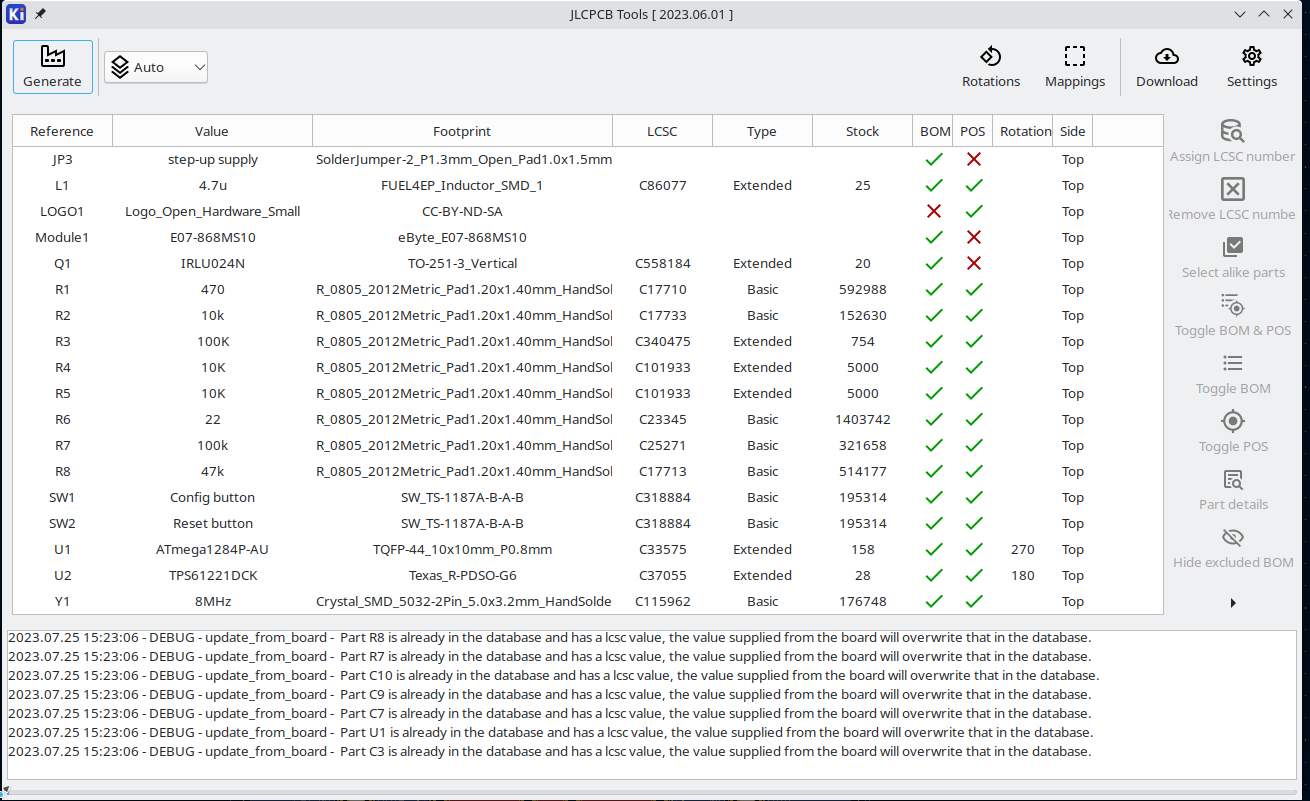 Ki JLCPCB Tools [ 2023.06.01 ]
Generate Auto Rotations Mappings Download Settings
Reference Value Footprint LCSC Type Stock BOM POS Rotation Side
JP3 step-up supply SolderJumper-2_P1.3mm_Open_Pad1.0x1.5mm Top
L1 4.7u FUEL4EP_Inductor_SMD_1 C86077 Extended 25 Top
LOGO1 Logo_Open_Hardware_Small CC-BY-ND-SA Top
Module1 E07-868MS10 eByte_E07-868MS10 Top
Q1 IRLU024N TO-251-3_Vertical C558184 Extended 20 Top
R1 470 R_0805_2012Metric_Pad1.20x1.40mm_HandSol C17710 Basic 592988 Top
R2 10k R_0805_2012Metric_Pad1.20x1.40mm_HandSol C17733 Basic 152630 Top
R3 100K R_0805_2012Metric_Pad1.20x1.40mm_HandSol C340475 Extended 754 Top
R4 10K R_0805_2012Metric_Pad1.20x1.40mm_HandSol C101933 Extended 5000 Top
R5 10K R_0805_2012Metric_Pad1.20x1.40mm_HandSol C101933 Extended 5000 Top
R6 22 R_0805_2012Metric_Pad1.20x1.40mm_HandSol C23345 Basic 1403742 Top
R7 100k R_0805_2012Metric_Pad1.20x1.40mm_HandSol C25271 Basic 321658 Top
R8 47k R_0805_2012Metric_Pad1.20x1.40mm_HandSol C17713 Basic 514177 Top
SW1 Config button SW_TS-1187A-B-A-B C318884 Basic 195314 Top
SW2 Reset button SW_TS-1187A-B-A-B C318884 Basic 195314 Top
U1 ATmega1284P-AU TQFP-44_10x10mm_P0.8mm C33575 Extended 158 270 Top
U2 TPS61221DCK Texas_R-PDSO-G6 C37055 Extended 28 180 Top
Y1 8MHz Crystal_SMD_5032-2Pin_5.0x3.2mm_HandSolde C115962 Basic 176748 Top
Assign LCSC number
Remove LCSC numbe
Select alike parts
Toggle BOM & POS
Toggle BOM
Toggle POS
Part details
Hide excluded BOM
2023.07.25 15:23:06 - DEBUG - update_from_board - Part R8 is already in the database and has a lcsc value, the value supplied from the board will overwrite that in the database.
2023.07.25 15:23:06 - DEBUG - update_from_board - Part R7 is already in the database and has a lcsc value, the value supplied from the board will overwrite that in the database.
2023.07.25 15:23:06 - DEBUG - update_from_board - Part C10 is already in the database and has a lcsc value, the value supplied from the board will overwrite that in the database.
2023.07.25 15:23:06 - DEBUG - update_from_board - Part C9 is already in the database and has a lcsc value, the value supplied from the board will overwrite that in the database.
2023.07.25 15:23:06 - DEBUG - update_from_board - Part C7 is already in the database and has a lcsc value, the value supplied from the board will overwrite that in the database.
2023.07.25 15:23:06 - DEBUG - update_from_board - Part U1 is already in the database and has a lcsc value, the value supplied from the board will overwrite that in the database.
2023.07.25 15:23:06 - DEBUG - update_from_board - Part C3 is already in the database and has a lcsc value, the value supplied from the board will overwrite that in the database.